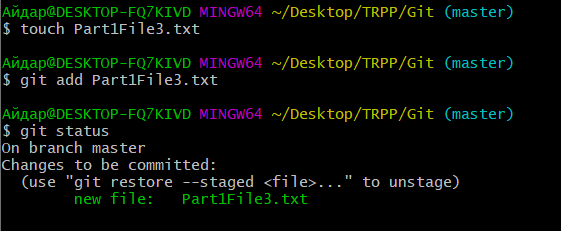 Айдар@DESKTOP-FQ7KIVD MINGW64 ~/Desktop/TRPP/Git (master)
$ touch Part1File3.txt
Айдар@DESKTOP-FQ7KIVD MINGW64 ~/Desktop/TRPP/Git (master)
$ git add Part1File3.txt
Айдар@DESKTOP-FQ7KIVD MINGW64 ~/Desktop/TRPP/Git (master)
$ git status
On branch master
Changes to be committed:
  (use "git restore --staged <file>..." to unstage)
        new file:   Part1File3.txt